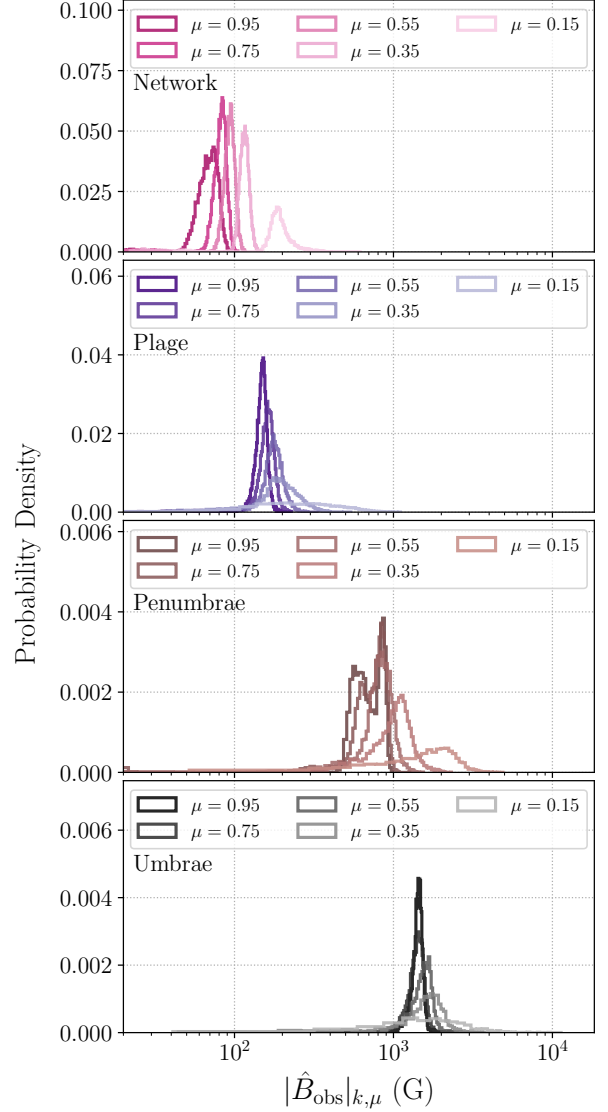 0.100
μ = 0.95 μ = 0.55 μ = 0.15
μ = 0.75 μ = 0.35
0.075
Network
0.050
0.025
0.000
0.06
μ = 0.95 μ = 0.55 μ = 0.15
μ = 0.75 μ = 0.35
Plage
0.04
0.02
0.00
0.006
μ = 0.95 μ = 0.55 μ = 0.15
μ = 0.75 μ = 0.35
Penumbrae
0.004
0.002
0.000
μ = 0.95 μ = 0.55 μ = 0.15
0.006
μ = 0.75 μ = 0.35
Umbrae
0.004
0.002
0.000
10² 10³ 10⁴
|B̂obs|k,μ (G)
Probability Density